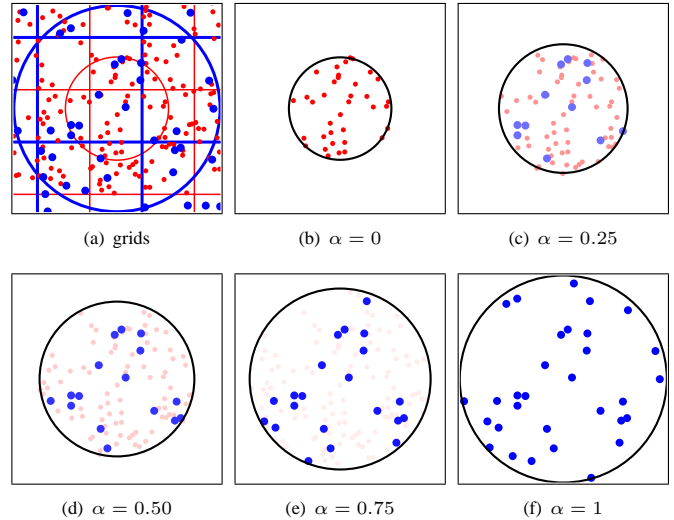 (a) grids
(b) α = 0
(c) α = 0.25
(d) α = 0.50
(e) α = 0.75
(f) α = 1